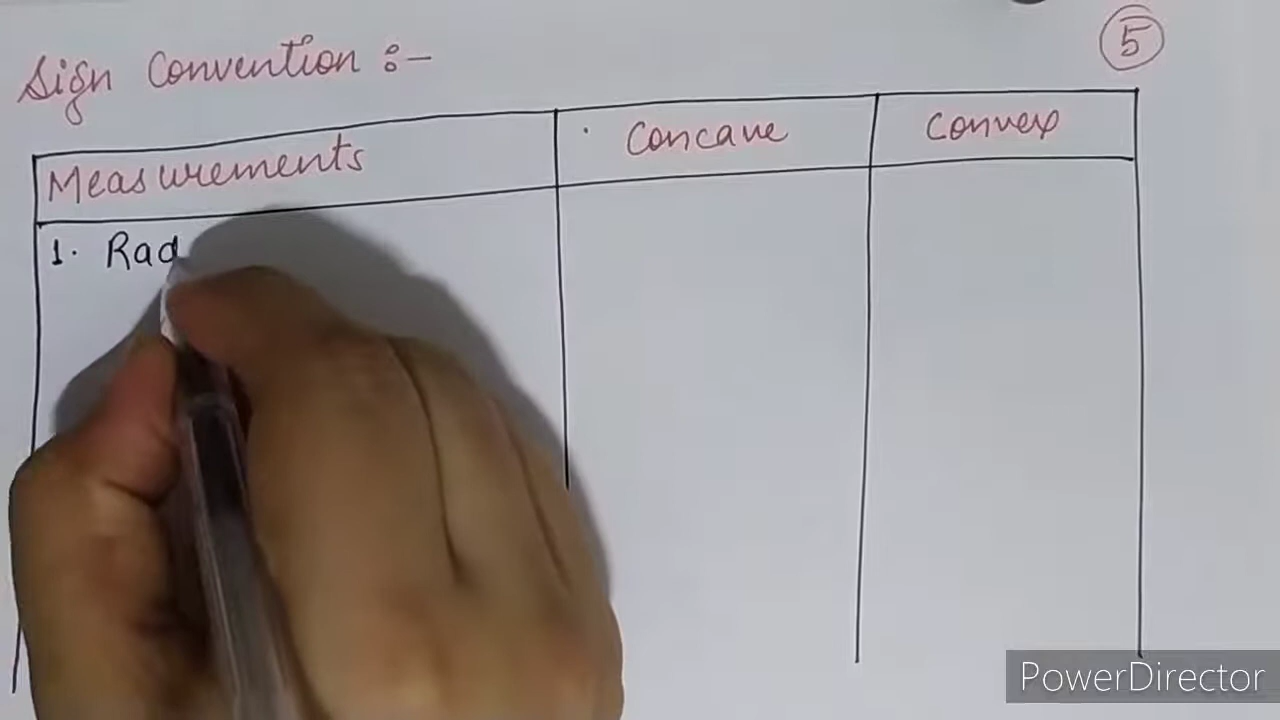 5
Sign Convention :-
Measurements Concave Convex
1. Rad
PowerDirector